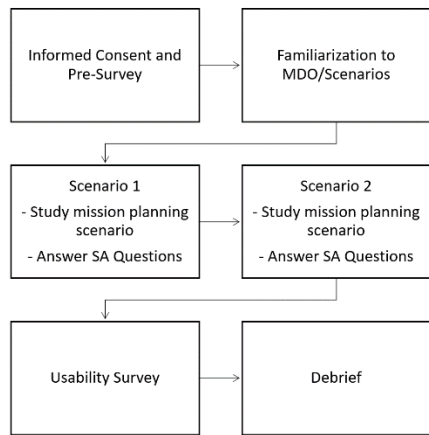 Informed Consent and
Pre-Survey
Familiarization to
MDO/Scenarios
Scenario 1
- Study mission planning
scenario
- Answer SA Questions
Scenario 2
- Study mission planning
scenario
- Answer SA Questions
Usability Survey
Debrief